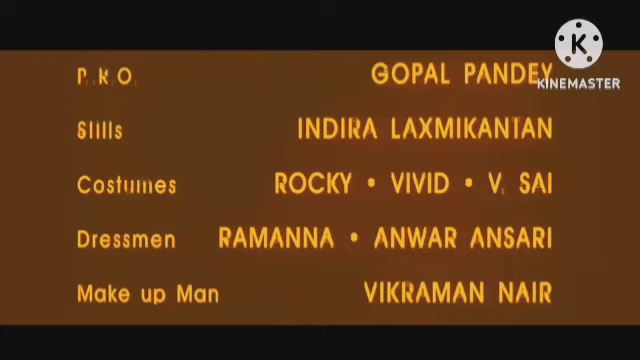 P.R.O. GOPAL PANDEY
KINEMASTER
Stills INDIRA LAXMIKANTAN
Costumes ROCKY • VIVID • V. SAI
Dressmen RAMANNA • ANWAR ANSARI
Make up Man VIKRAMAN NAIR